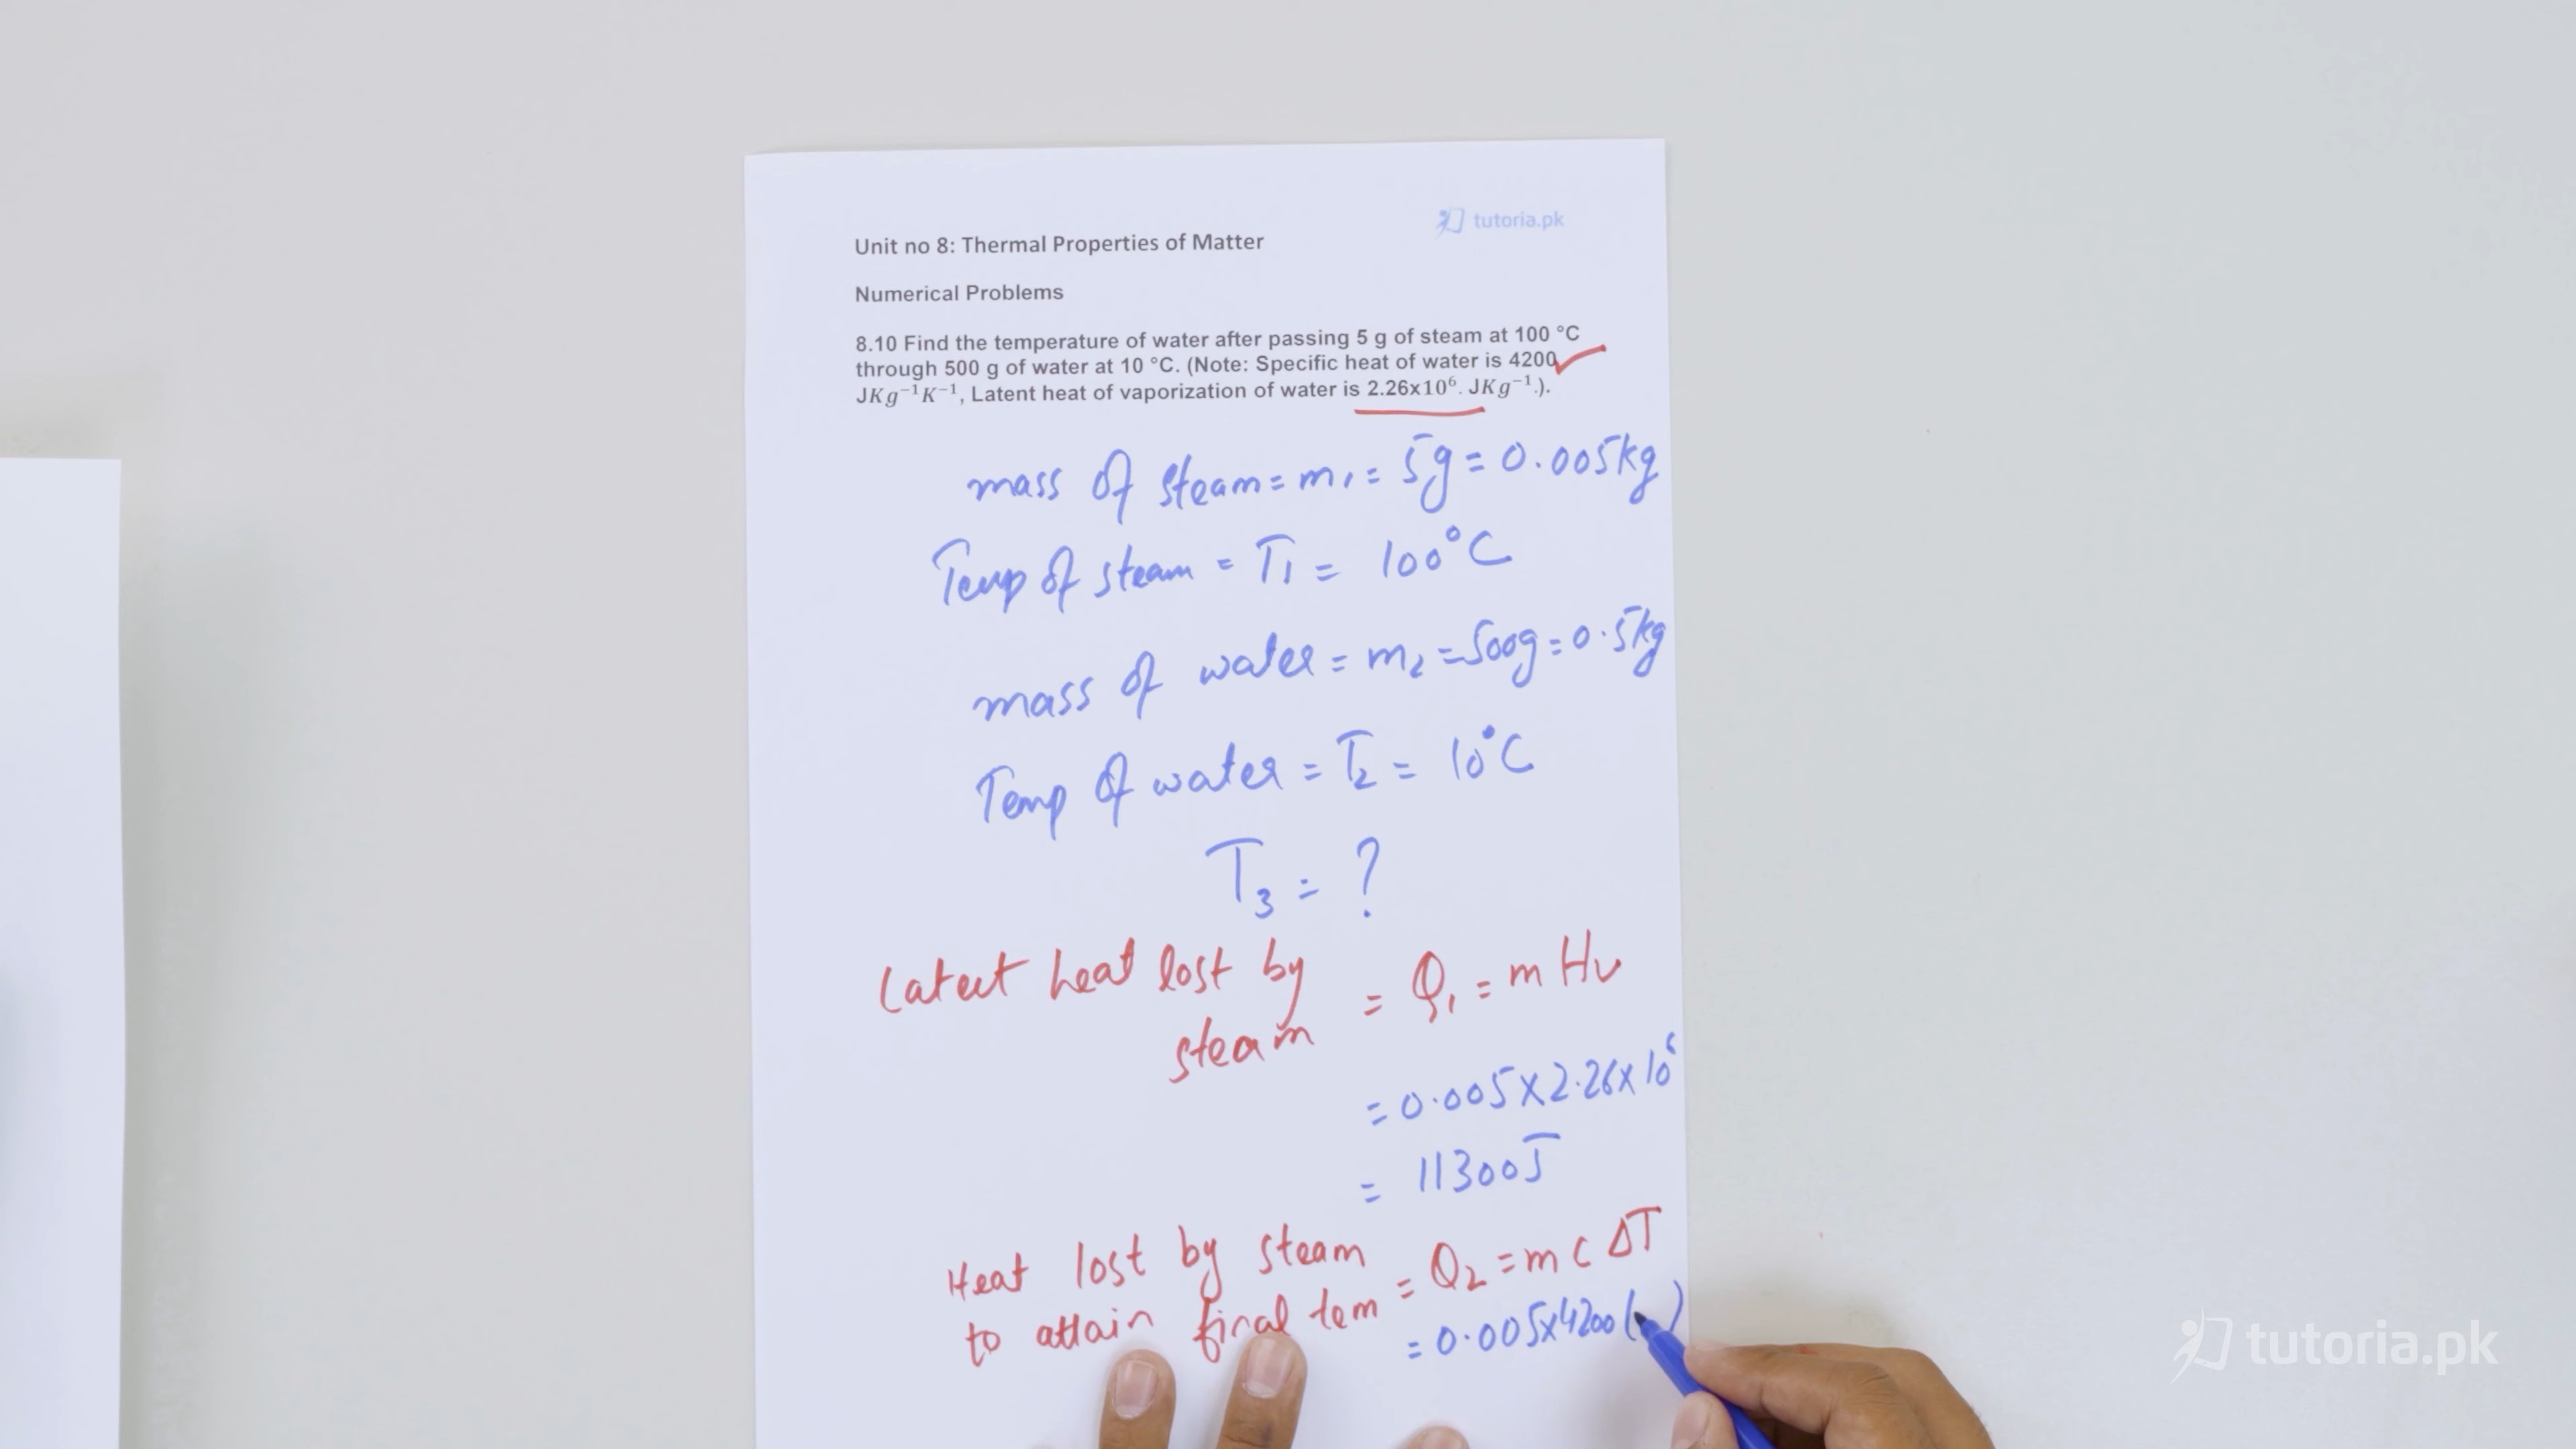 tutoria.pk
Unit no 8: Thermal Properties of Matter
Numerical Problems
8.10 Find the temperature of water after passing 5 g of steam at 100 °C
through 500 g of water at 10 °C. (Note: Specific heat of water is 4200
JKg⁻¹K⁻¹, Latent heat of vaporization of water is 2.26x10⁶. JKg⁻¹.).
mass of steam = m₁ = 5g = 0.005kg
Temp of steam = T₁ = 100°C
mass of water = m₂ = 500g = 0.5kg
Temp of water = T₂ = 10°C
T₃ = ?
Latent heat lost by
steam = Q₁ = m Hv
= 0.005 x 2.26 x 10⁶
= 11300J
Heat lost by steam
to attain final tem = Q₂ = m c ΔT
= 0.005x4200 ( )
tutoria.pk